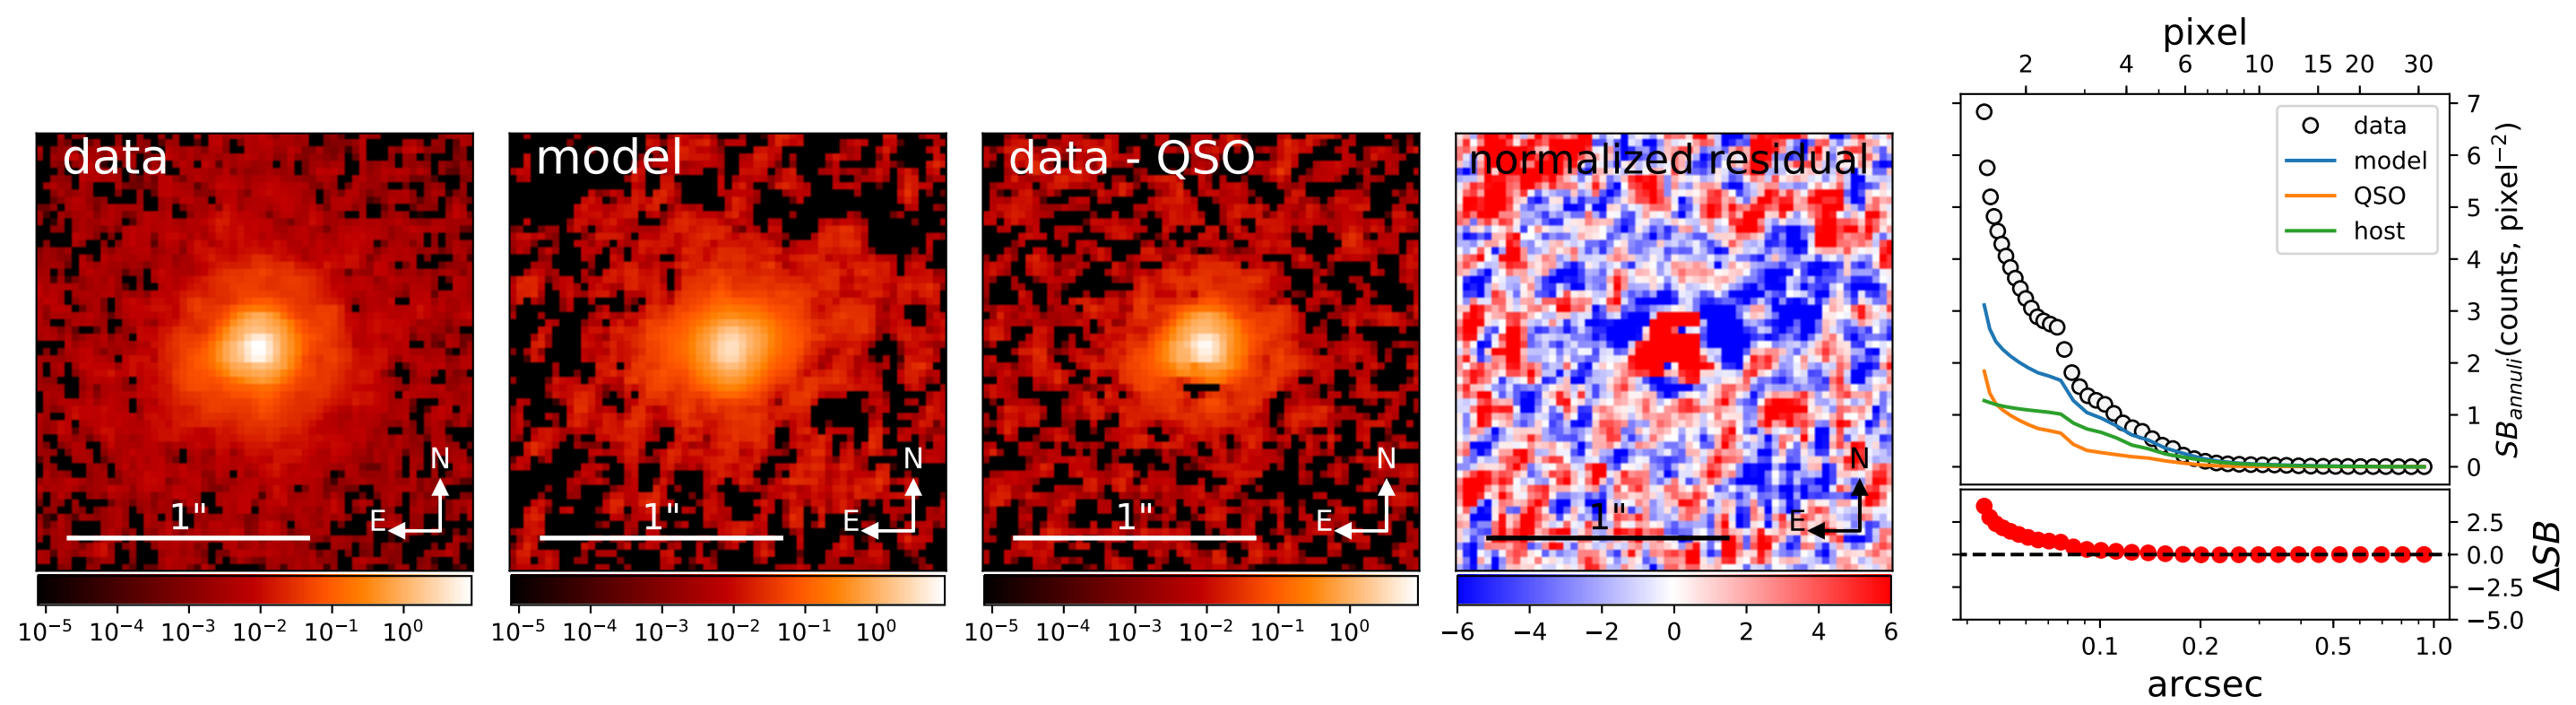 data
N
E
1"
10⁻⁵ 10⁻⁴ 10⁻³ 10⁻² 10⁻¹ 10⁰
model
N
E
1"
10⁻⁵ 10⁻⁴ 10⁻³ 10⁻² 10⁻¹ 10⁰
data - QSO
N
E
1"
10⁻⁵ 10⁻⁴ 10⁻³ 10⁻² 10⁻¹ 10⁰
normalized residual
N
E
1"
−6 −4 −2 0 2 4 6
pixel
2 4 6 10 15 20 30
data
model
QSO
host
7
6
5
4
3
2
1
0
SB_annuli(counts, pixel⁻²)
2.5
0.0
−2.5
−5.0
ΔSB
0.1 0.2 0.5 1.0
arcsec